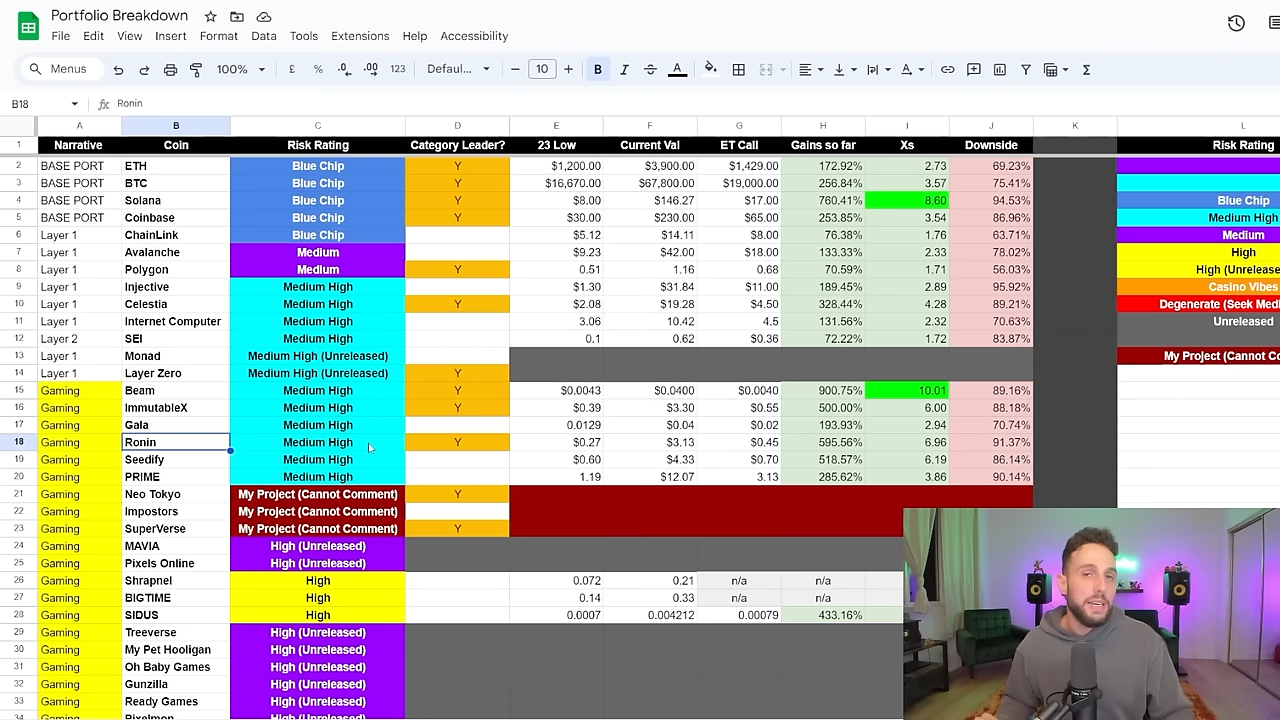 Portfolio Breakdown
File Edit View Insert Format Data Tools Extensions Help Accessibility
Menus 100% £ % .0 .00 123 Defaul... − 10 + B I A Σ
B18 fx Ronin
A B C D E F G H I J K L
1 Narrative Coin Risk Rating Category Leader? 23 Low Current Val ET Call Gains so far Xs Downside Risk Rating
2 BASE PORT ETH Blue Chip Y $1,200.00 $3,900.00 $1,429.00 172.92% 2.73 69.23%
3 BASE PORT BTC Blue Chip Y $16,670.00 $67,800.00 $19,000.00 256.84% 3.57 75.41%
4 BASE PORT Solana Blue Chip Y $8.00 $146.27 $17.00 760.41% 8.60 94.53% Blue Chip
5 BASE PORT Coinbase Blue Chip Y $30.00 $230.00 $65.00 253.85% 3.54 86.96% Medium High
6 Layer 1 ChainLink Blue Chip $5.12 $14.11 $8.00 76.38% 1.76 63.71% Medium
7 Layer 1 Avalanche Medium $9.23 $42.00 $18.00 133.33% 2.33 78.02% High
8 Layer 1 Polygon Medium Y 0.51 1.16 0.68 70.59% 1.71 56.03% High (Unrelease
9 Layer 1 Injective Medium High $1.30 $31.84 $11.00 189.45% 2.89 95.92% Casino Vibes
10 Layer 1 Celestia Medium High Y $2.08 $19.28 $4.50 328.44% 4.28 89.21% Degenerate (Seek Medi
11 Layer 1 Internet Computer Medium High 3.06 10.42 4.5 131.56% 2.32 70.63% Unreleased
12 Layer 2 SEI Medium High 0.1 0.62 $0.36 72.22% 1.72 83.87%
13 Layer 1 Monad Medium High (Unreleased) My Project (Cannot Co
14 Layer 1 Layer Zero Medium High (Unreleased) Y
15 Gaming Beam Medium High Y $0.0043 $0.0400 $0.0040 900.75% 10.01 89.16%
16 Gaming ImmutableX Medium High Y $0.39 $3.30 $0.55 500.00% 6.00 88.18%
17 Gaming Gala Medium High 0.0129 $0.04 $0.02 193.93% 2.94 70.74%
18 Gaming Ronin Medium High Y $0.27 $3.13 $0.45 595.56% 6.96 91.37%
19 Gaming Seedify Medium High $0.60 $4.33 $0.70 518.57% 6.19 86.14%
20 Gaming PRIME Medium High 1.19 $12.07 3.13 285.62% 3.86 90.14%
21 Gaming Neo Tokyo My Project (Cannot Comment) Y
22 Gaming Impostors My Project (Cannot Comment)
23 Gaming SuperVerse My Project (Cannot Comment) Y
24 Gaming MAVIA High (Unreleased)
25 Gaming Pixels Online High (Unreleased)
26 Gaming Shrapnel High 0.072 0.21 n/a n/a
27 Gaming BIGTIME High 0.14 0.33 n/a n/a
28 Gaming SIDUS High 0.0007 0.004212 0.00079 433.16%
29 Gaming Treeverse High (Unreleased)
30 Gaming My Pet Hooligan High (Unreleased)
31 Gaming Oh Baby Games High (Unreleased)
32 Gaming Gunzilla High (Unreleased)
33 Gaming Ready Games High (Unreleased)
34 Gaming Pixelmon High (Unreleased)